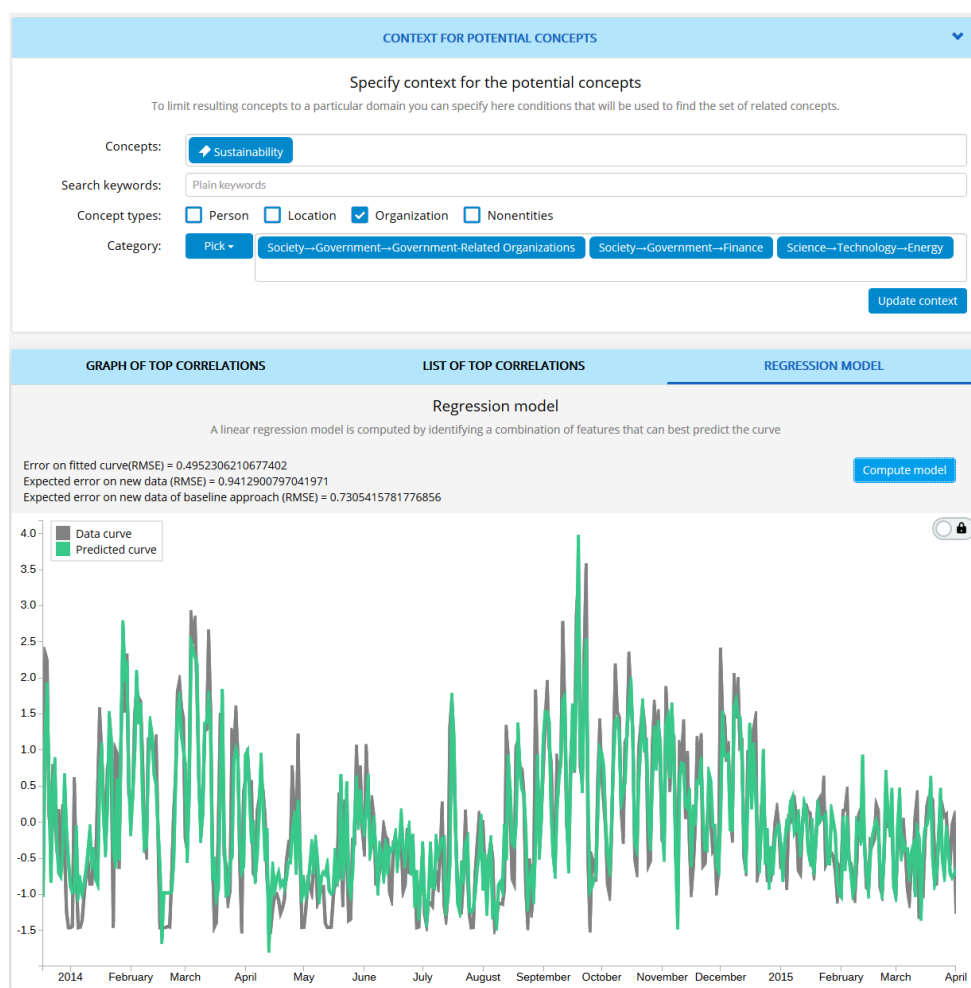 CONTEXT FOR POTENTIAL CONCEPTS
Specify context for the potential concepts
To limit resulting concepts to a particular domain you can specify here conditions that will be used to find the set of related concepts.
Concepts: Sustainability
Search keywords: Plain keywords
Concept types: Person Location Organization Nonentities
Category: Pick Society→Government→Government-Related Organizations Society→Government→Finance Science→Technology→Energy
Update context
GRAPH OF TOP CORRELATIONS LIST OF TOP CORRELATIONS REGRESSION MODEL
Regression model
A linear regression model is computed by identifying a combination of features that can best predict the curve
Error on fitted curve(RMSE) = 0.4952306210677402
Expected error on new data (RMSE) = 0.9412900797041971
Expected error on new data of baseline approach (RMSE) = 0.7305415781776856
Compute model
4.0
Data curve
Predicted curve
3.5
3.0
2.5
2.0
1.5
1.0
0.5
0.0
-0.5
-1.0
-1.5
2014 February March April May June July August September October November December 2015 February March April